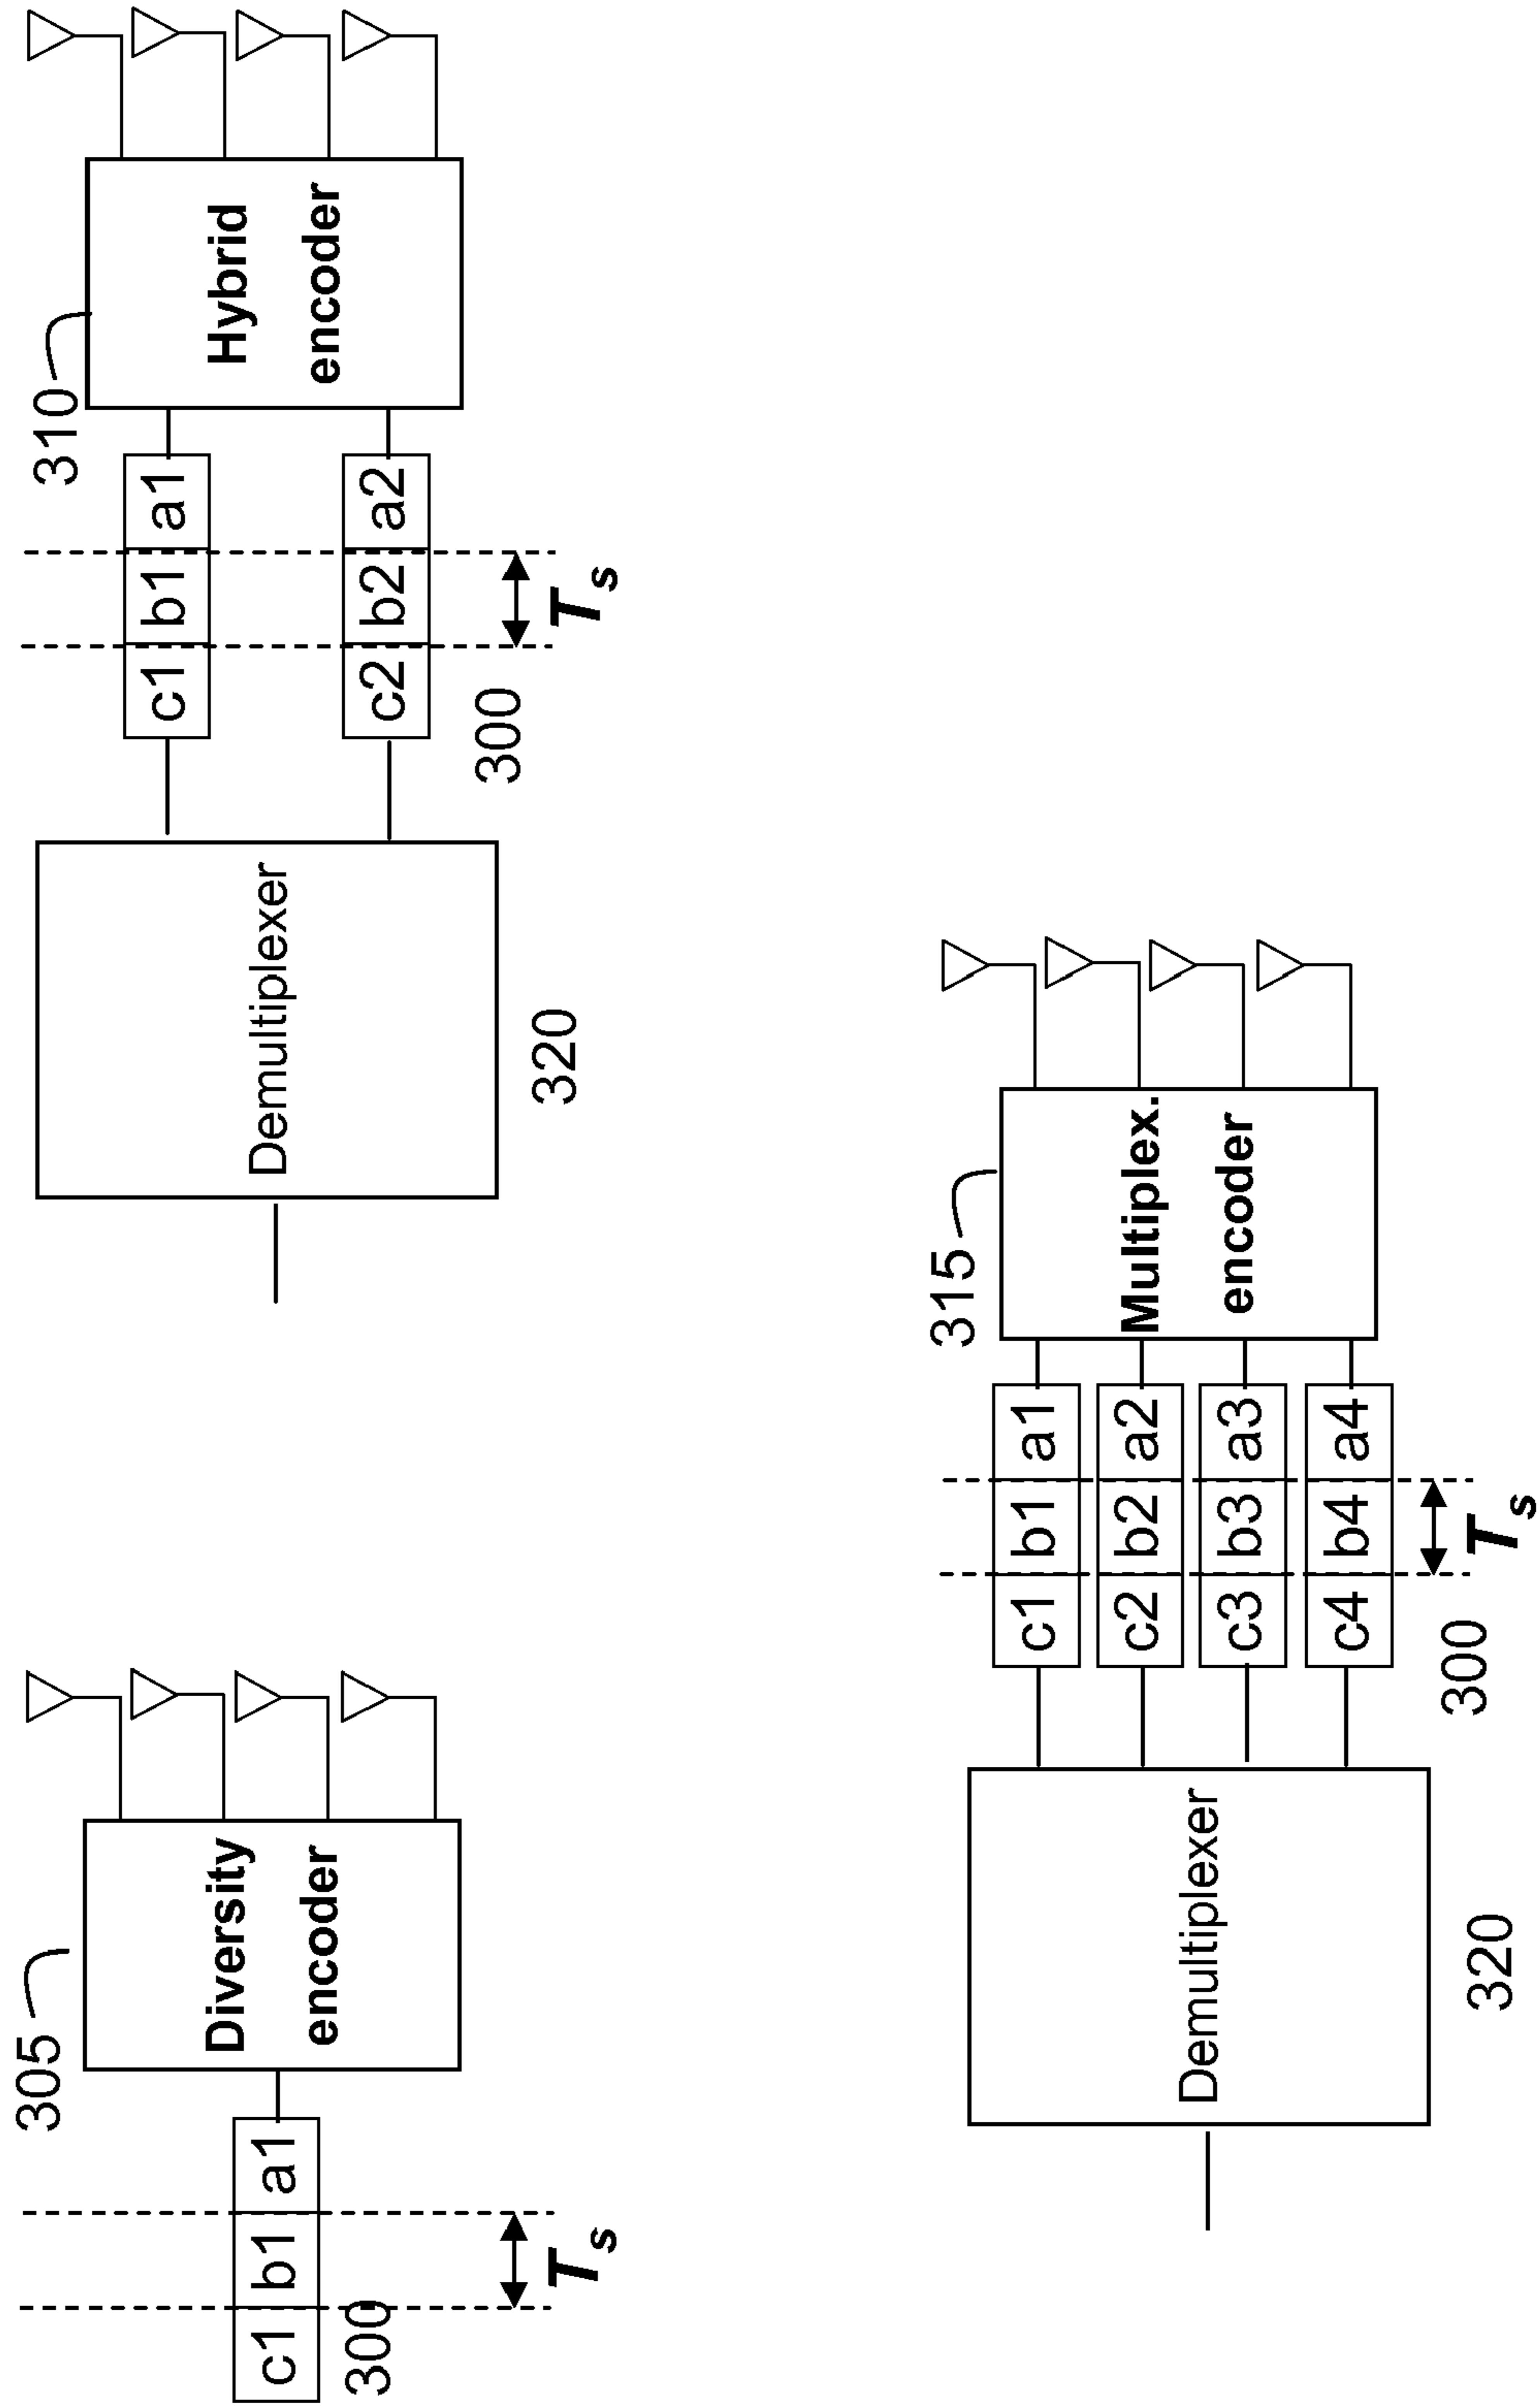 305
Diversity
encoder
c1 b1 a1
300
Ts
310
Hybrid
encoder
Demultiplexer
c1 b1 a1
c2 b2 a2
300
320
Ts
315
Multiplex.
encoder
Demultiplexer
c1 b1 a1
c2 b2 a2
c3 b3 a3
c4 b4 a4
300
320
Ts